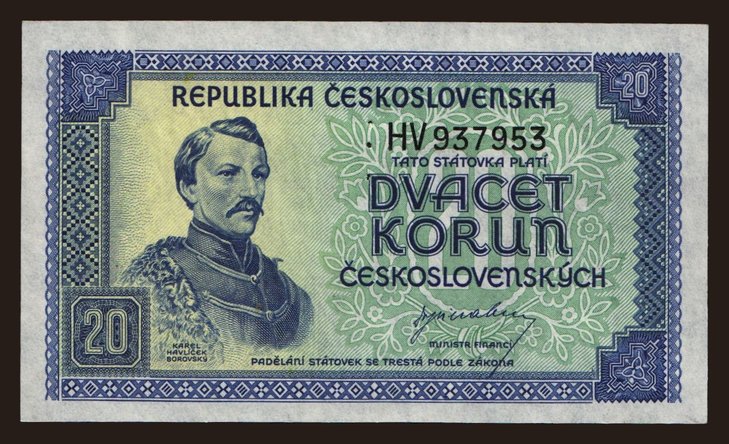 20
REPUBLIKA ČESKOSLOVENSKÁ
HV 937953
TATO STÁTOVKA PLATÍ
DVACET
KORUN
ČESKOSLOVENSKÝCH
20
KAREL
HAVLÍČEK
BOROVSKÝ
MINISTR FINANCÍ
PADĚLÁNÍ STÁTOVEK SE TRESTÁ PODLE ZÁKONA